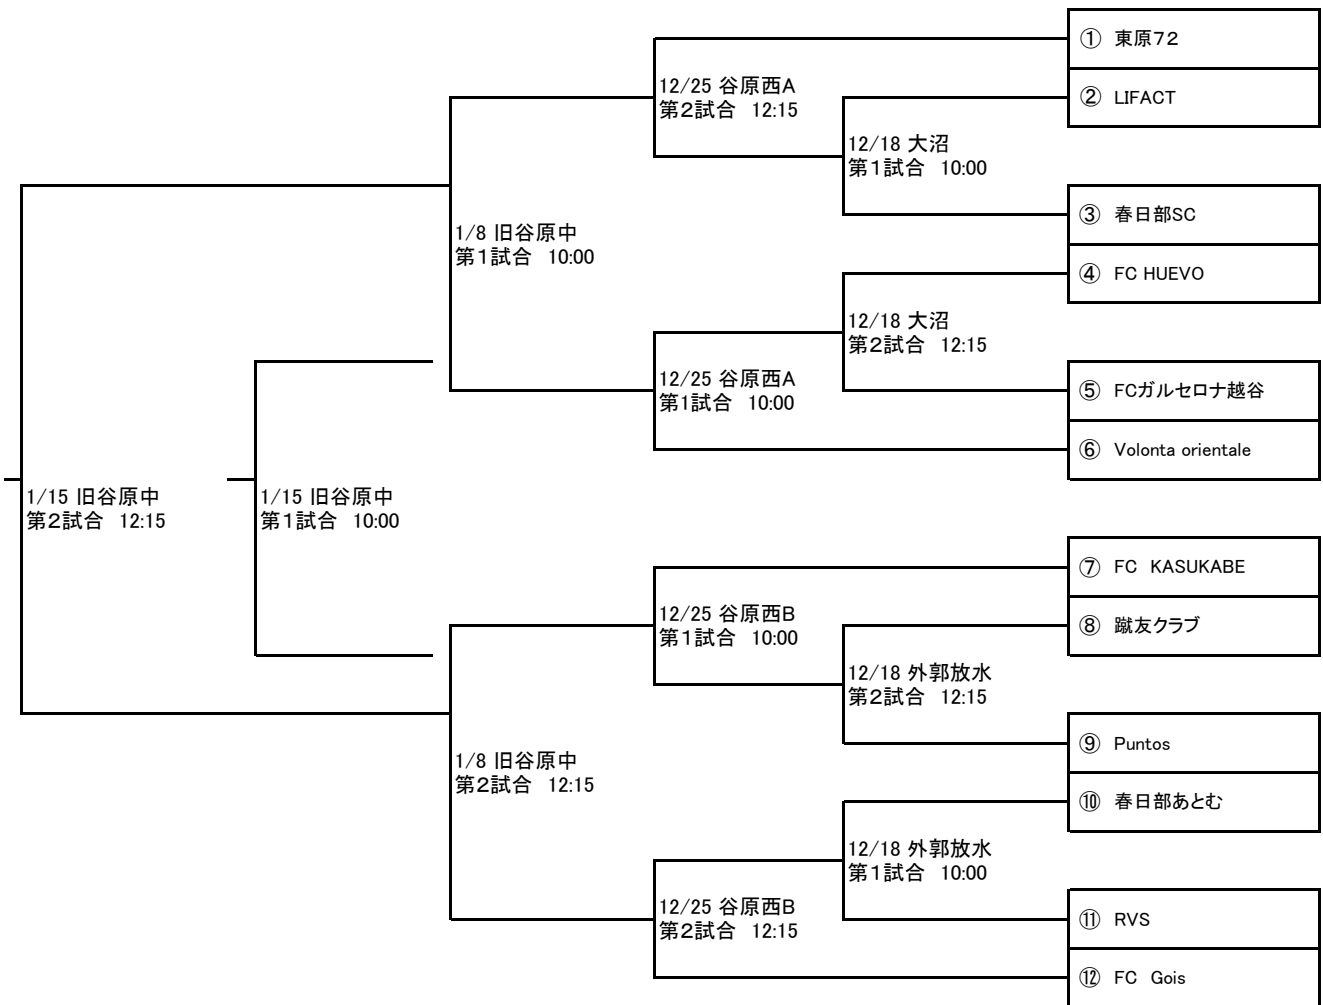 ① 東原７２
12/25 谷原西A
第２試合 12:15
② LIFACT
12/18 大沼
第１試合 10:00
③ 春日部SC
1/8 旧谷原中
第１試合 10:00
④ FC HUEVO
12/18 大沼
第２試合 12:15
12/25 谷原西A
第1試合 10:00
⑤ FCガルセロナ越谷
⑥ Volonta orientale
1/15 旧谷原中
第２試合 12:15
1/15 旧谷原中
第１試合 10:00
⑦ FC KASUKABE
12/25 谷原西B
第１試合 10:00
⑧ 蹴友クラブ
12/18 外郭放水
第２試合 12:15
⑨ Puntos
1/8 旧谷原中
第２試合 12:15
⑩ 春日部あとむ
12/18 外郭放水
第１試合 10:00
12/25 谷原西B
第２試合 12:15
⑪ RVS
⑫ FC Gois